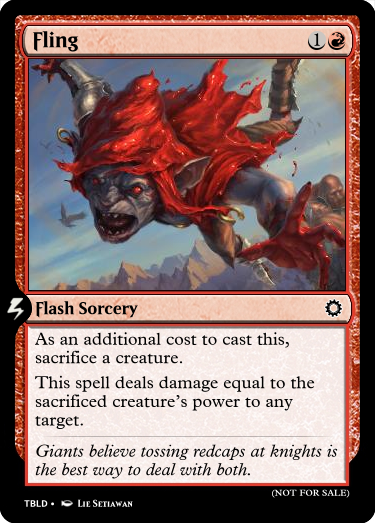 Fling 1
Flash Sorcery
As an additional cost to cast this,
sacrifice a creature.
This spell deals damage equal to the
sacrificed creature's power to any
target.
Giants believe tossing redcaps at knights is
the best way to deal with both.
(NOT FOR SALE)
TBLD • Lie Setiawan